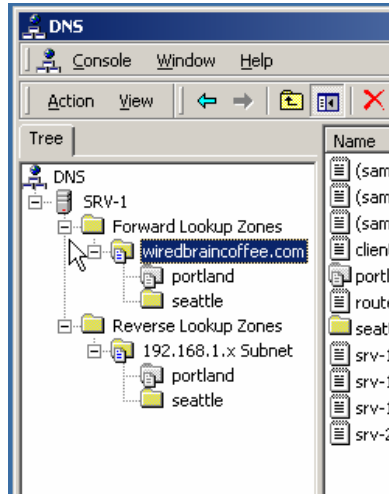 DNS
Console Window Help
Action View
Tree
Name
DNS
SRV-1
Forward Lookup Zones
wiredbraincoffee.com
portland
seattle
Reverse Lookup Zones
192.168.1.x Subnet
portland
seattle
(sam
(sam
(sam
client
portl
route
seat
srv-1
srv-1
srv-1
srv-2